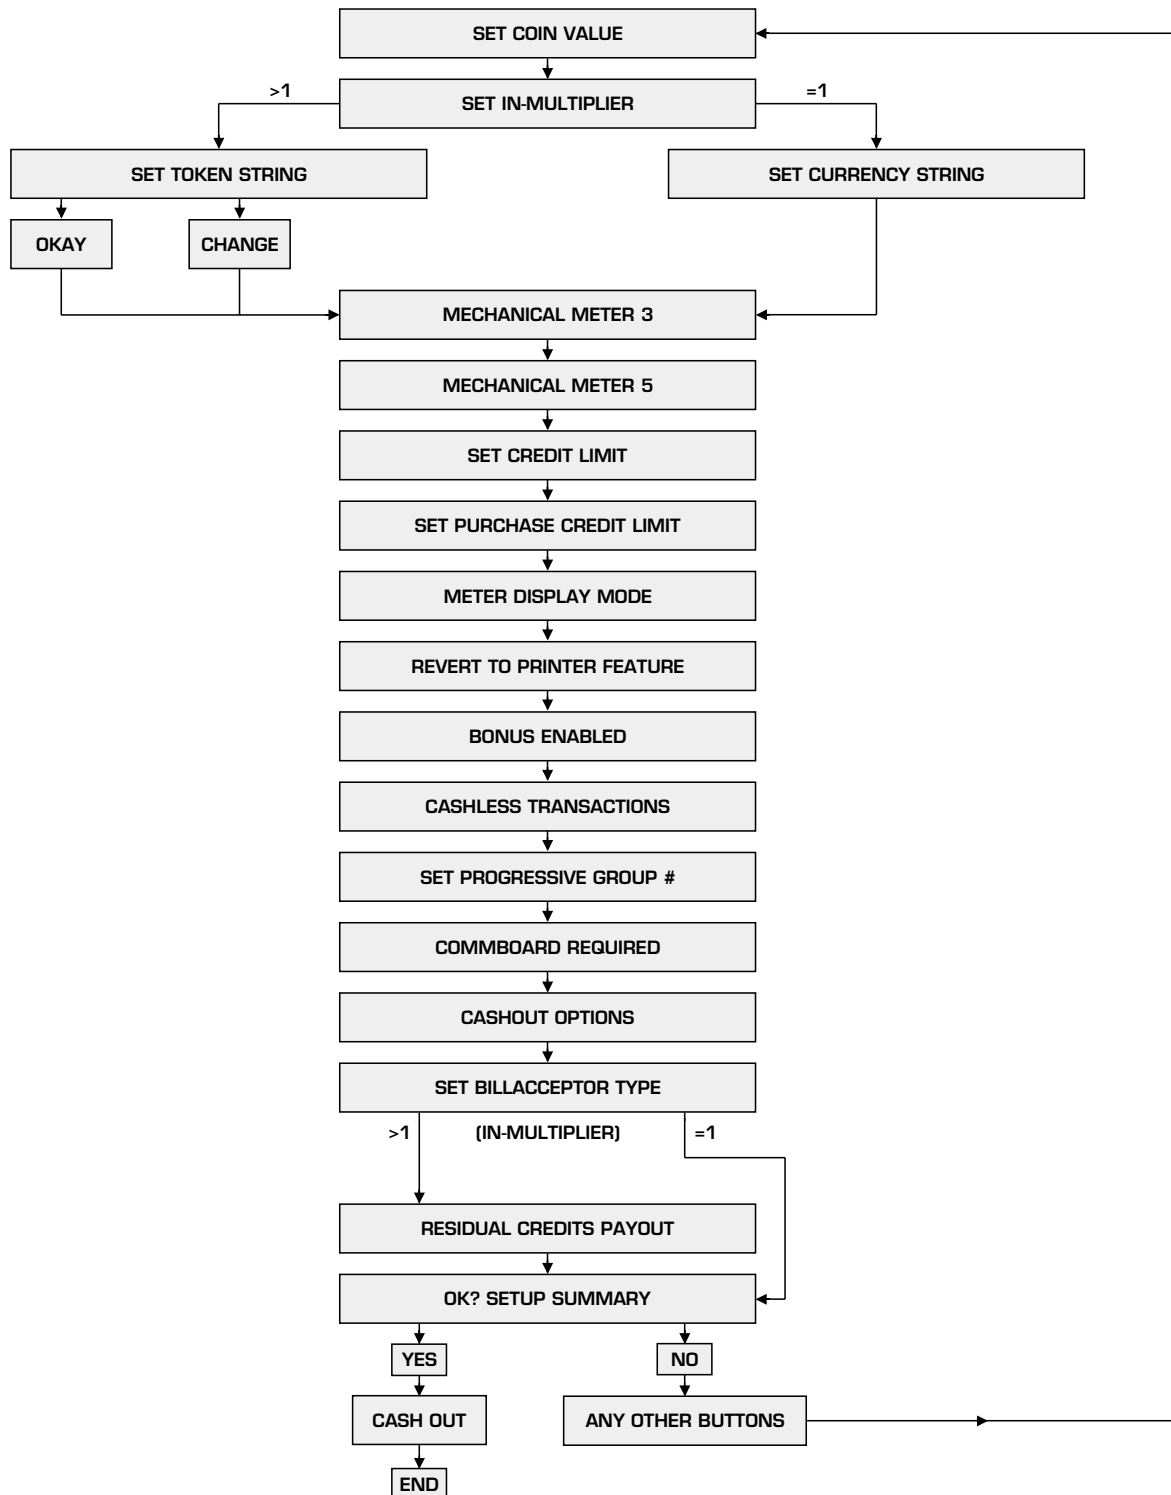 SET COIN VALUE
>1
SET IN-MULTIPLIER
=1
SET TOKEN STRING
SET CURRENCY STRING
OKAY
CHANGE
MECHANICAL METER 3
MECHANICAL METER 5
SET CREDIT LIMIT
SET PURCHASE CREDIT LIMIT
METER DISPLAY MODE
REVERT TO PRINTER FEATURE
BONUS ENABLED
CASHLESS TRANSACTIONS
SET PROGRESSIVE GROUP #
COMMBOARD REQUIRED
CASHOUT OPTIONS
SET BILLACCEPTOR TYPE
>1
(IN-MULTIPLIER)
=1
RESIDUAL CREDITS PAYOUT
OK? SETUP SUMMARY
YES
NO
CASH OUT
ANY OTHER BUTTONS
END